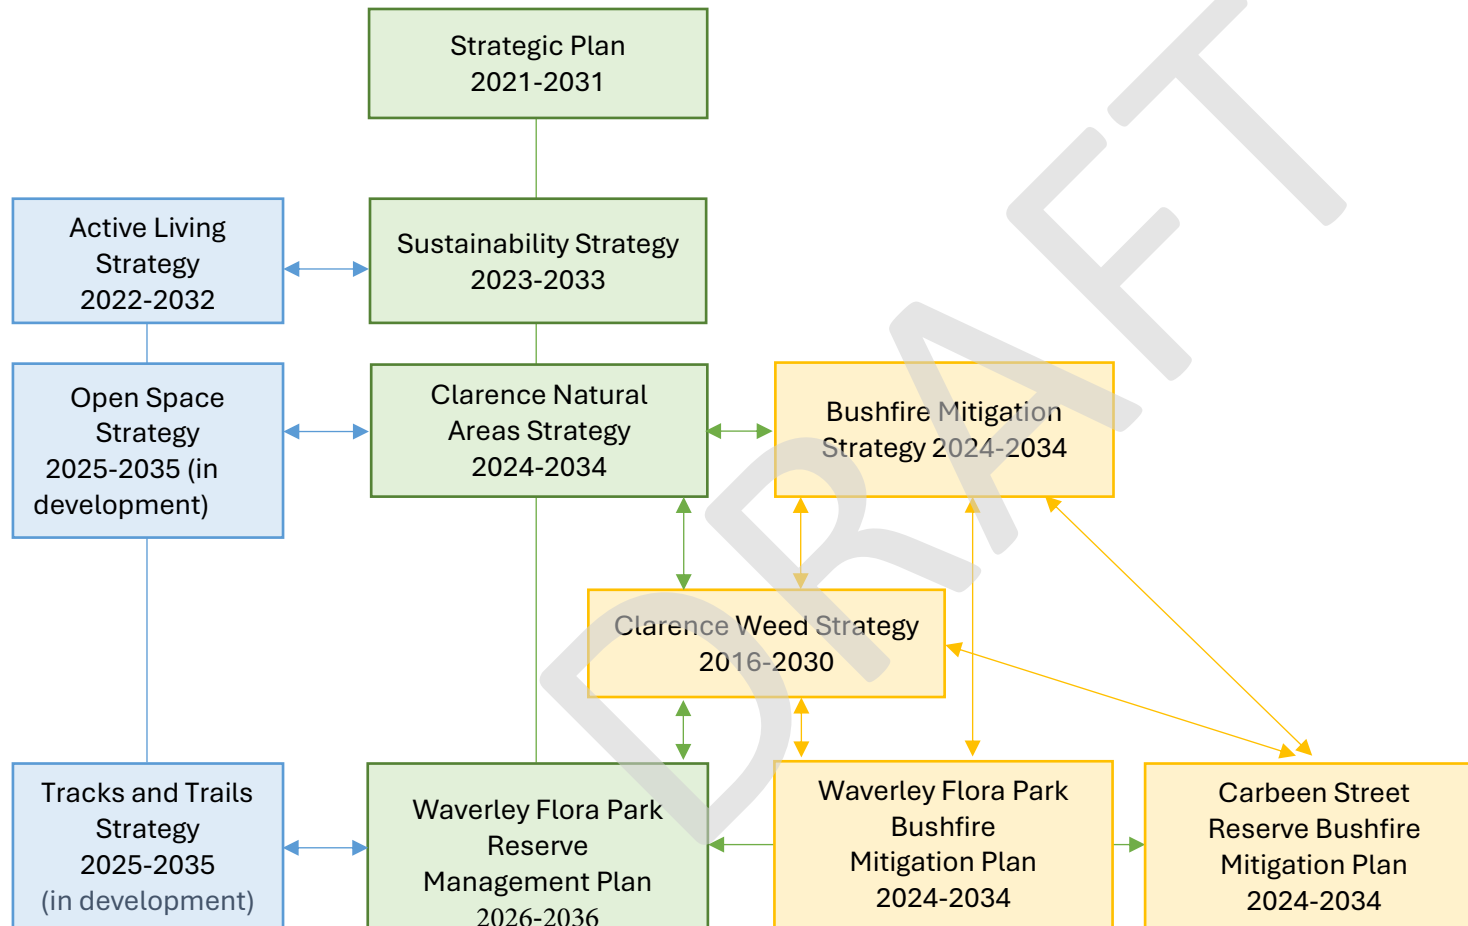 Strategic Plan
2021-2031
Active Living
Strategy
2022-2032
Sustainability Strategy
2023-2033
Open Space
Strategy
2025-2035 (in
development)
Clarence Natural
Areas Strategy
2024-2034
Bushfire Mitigation
Strategy 2024-2034
Clarence Weed Strategy
2016-2030
Tracks and Trails
Strategy
2025-2035
(in development)
Waverley Flora Park
Reserve
Management Plan
2026-2036
Waverley Flora Park
Bushfire
Mitigation Plan
2024-2034
Carbeen Street
Reserve Bushfire
Mitigation Plan
2024-2034
DRAFT